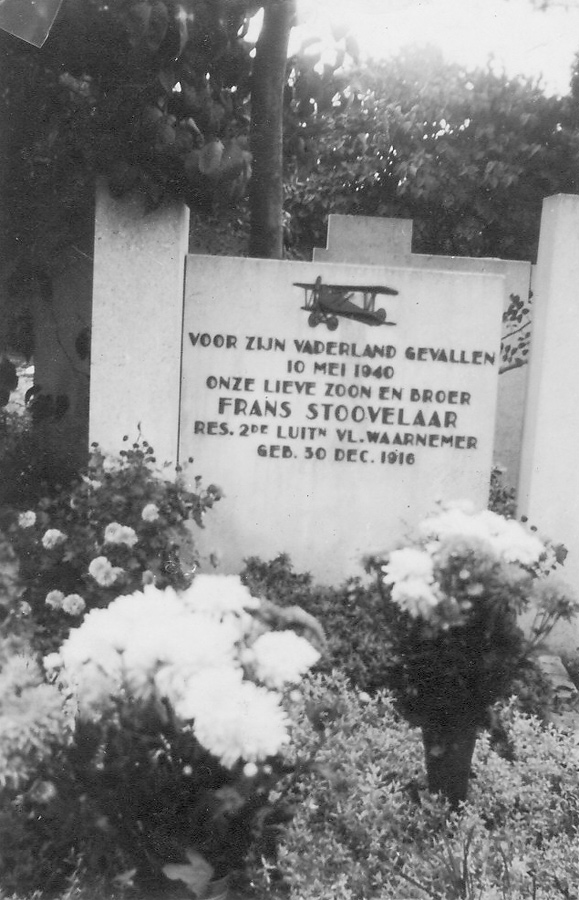 VOOR ZIJN VADERLAND GEVALLEN
10 MEI 1940
ONZE LIEVE ZOON EN BROER
FRANS STOOVELAAR
RES. 2DE LUITN VL. WAARNEMER
GEB. 30 DEC. 1916